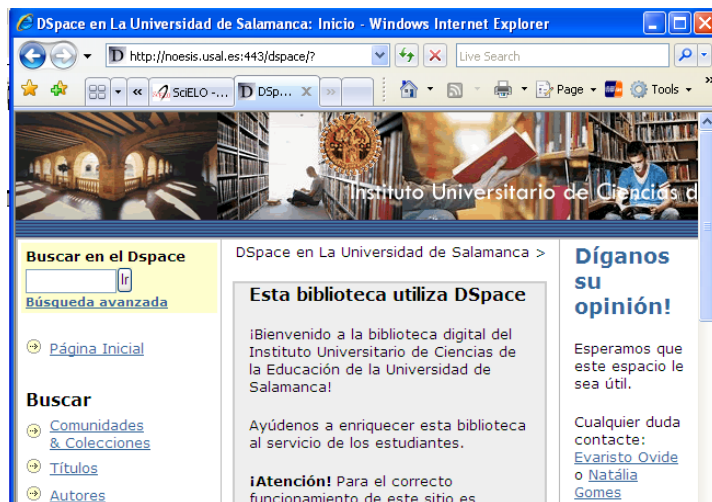 DSpace en La Universidad de Salamanca: Inicio - Windows Internet Explorer
http://noesis.usal.es:443/dspace/?
Live Search
SciELO -...
DSp...
Page
Tools
Instituto Universitario de Ciencias d
Buscar en el Dspace
Ir
Búsqueda avanzada
Página Inicial
Buscar
Comunidades
& Colecciones
Títulos
Autores
DSpace en La Universidad de Salamanca >
Esta biblioteca utiliza DSpace
¡Bienvenido a la biblioteca digital del
Instituto Universitario de Ciencias de
la Educación de la Universidad de
Salamanca!
Ayúdenos a enriquecer esta biblioteca
al servicio de los estudiantes.
¡Atención! Para el correcto
funcionamiento de este sitio es
Díganos
su
opinión!
Esperamos que
este espacio le
sea útil.
Cualquier duda
contacte:
Evaristo Ovide
o Natália
Gomes